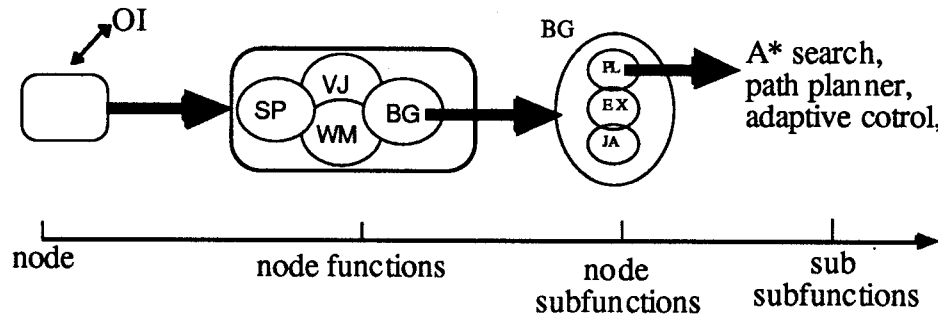 OI
SP
VJ
WM
BG
BG
PL
EX
JA
A* search,
path planner,
adaptive cotrol,
node
node functions
node
subfunctions
sub
subfunctions